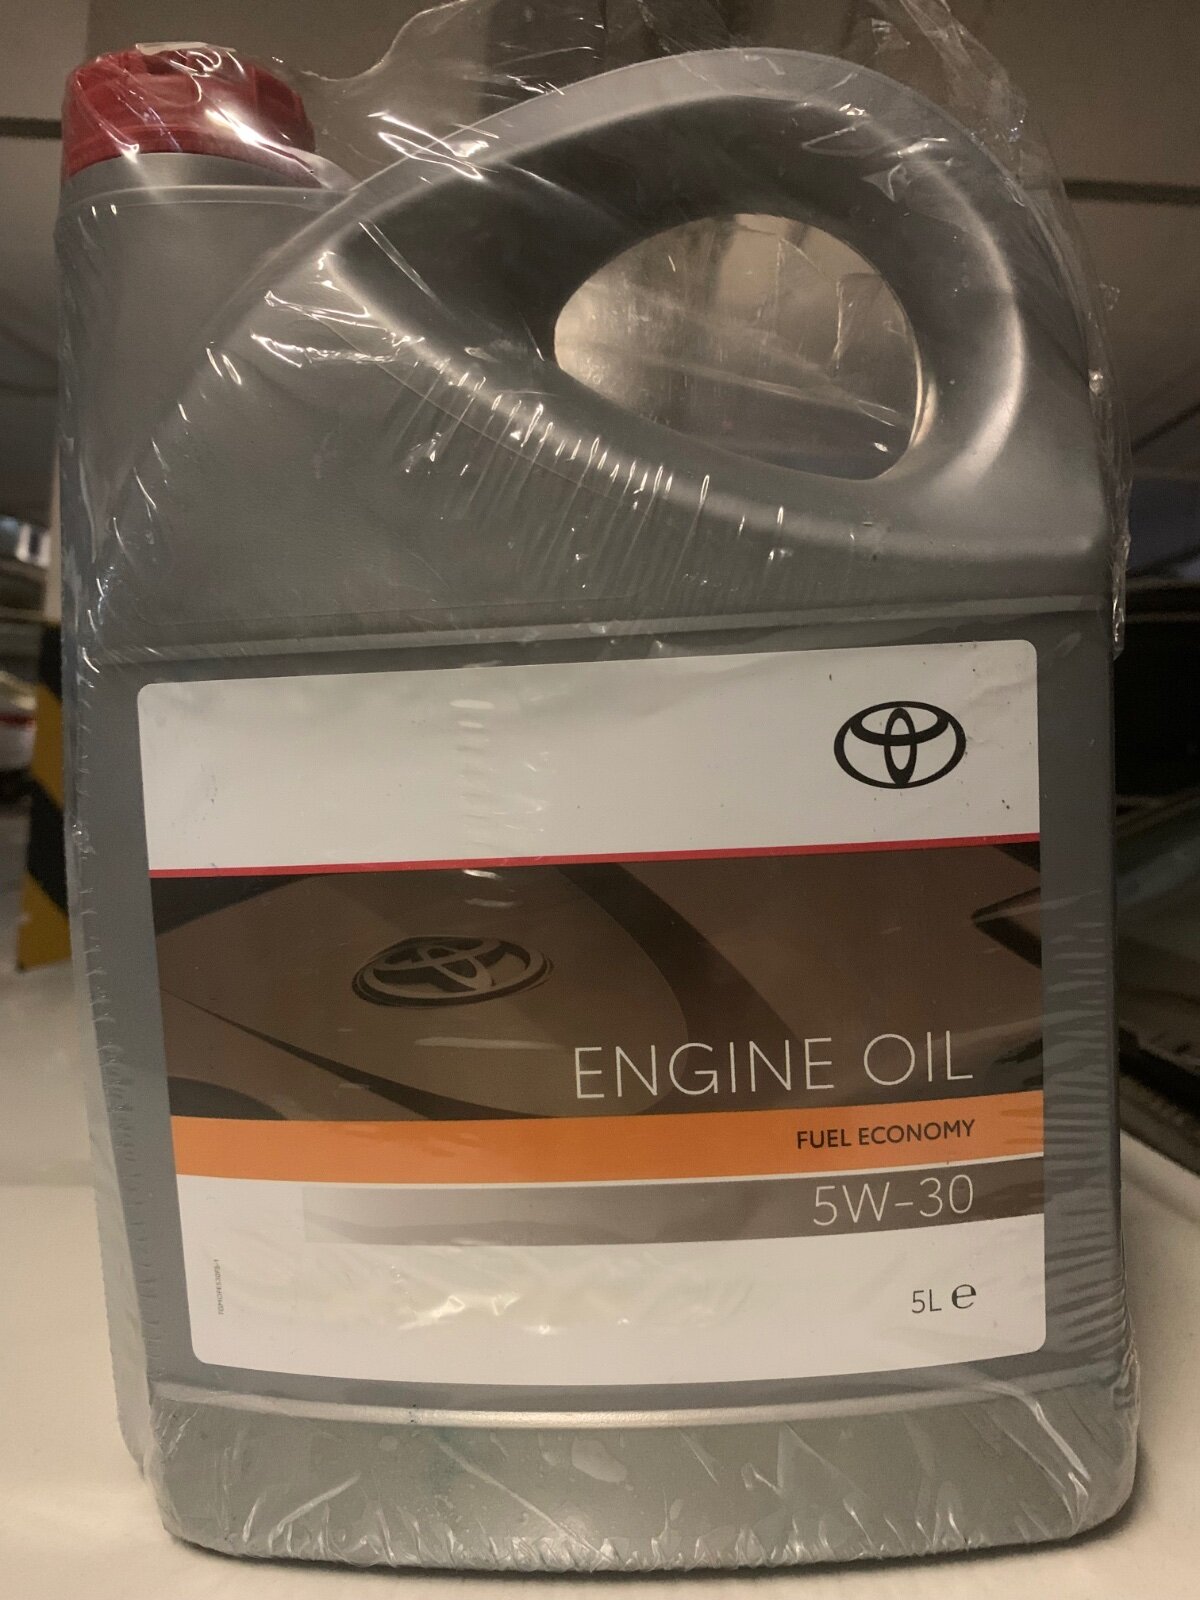 ENGINE OIL
FUEL ECONOMY
5W-30
5L e